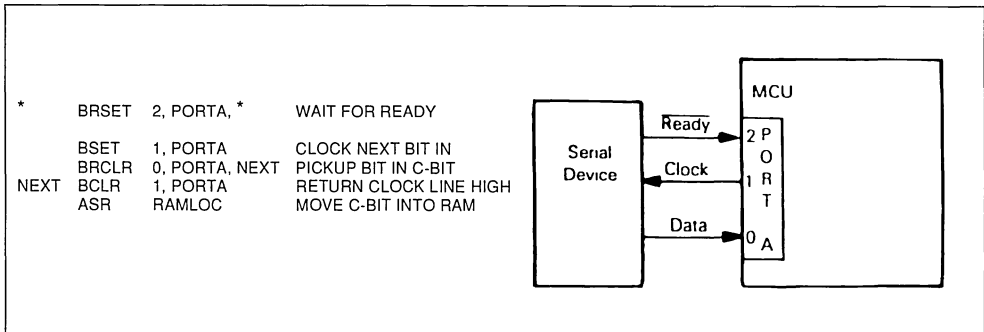 * BRSET 2, PORTA, * WAIT FOR READY
BSET 1, PORTA CLOCK NEXT BIT IN
BRCLR 0, PORTA, NEXT PICKUP BIT IN C-BIT
NEXT BCLR 1, PORTA RETURN CLOCK LINE HIGH
ASR RAMLOC MOVE C-BIT INTO RAM
Serial
Device
Ready
Clock
Data
MCU
2
1
0
P
O
R
T
A